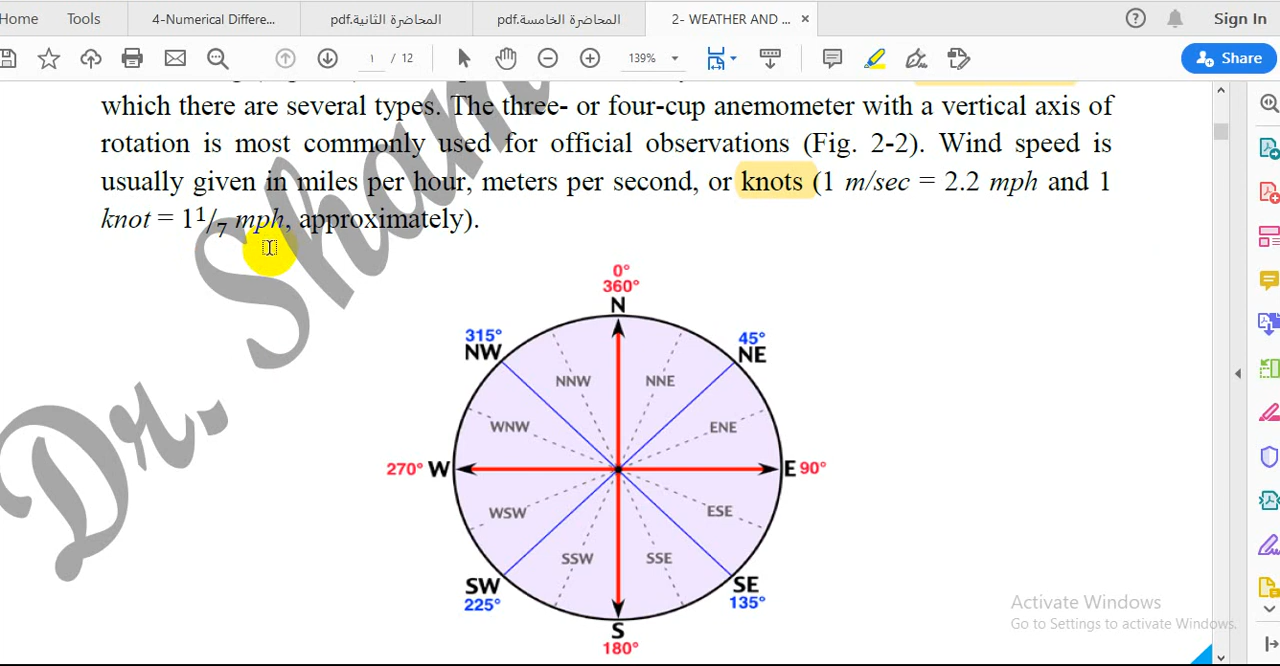 Home Tools 4-Numerical Differe... المحاضرة الثانية.pdf المحاضرة الخامسة.pdf 2- WEATHER AND ... × Sign In
1 / 12 139% Share
which there are several types. The three- or four-cup anemometer with a vertical axis of
rotation is most commonly used for official observations (Fig. 2-2). Wind speed is
usually given in miles per hour, meters per second, or knots (1 m/sec = 2.2 mph and 1
knot = 1 1/7 mph, approximately).
Dr. Sham
0°
360°
N
315° 45°
NW NE
NNW NNE
WNW ENE
270° W E 90°
WSW ESE
SSW SSE
SW SE
225° 135°
S
180°
Activate Windows
Go to Settings to activate Windows.